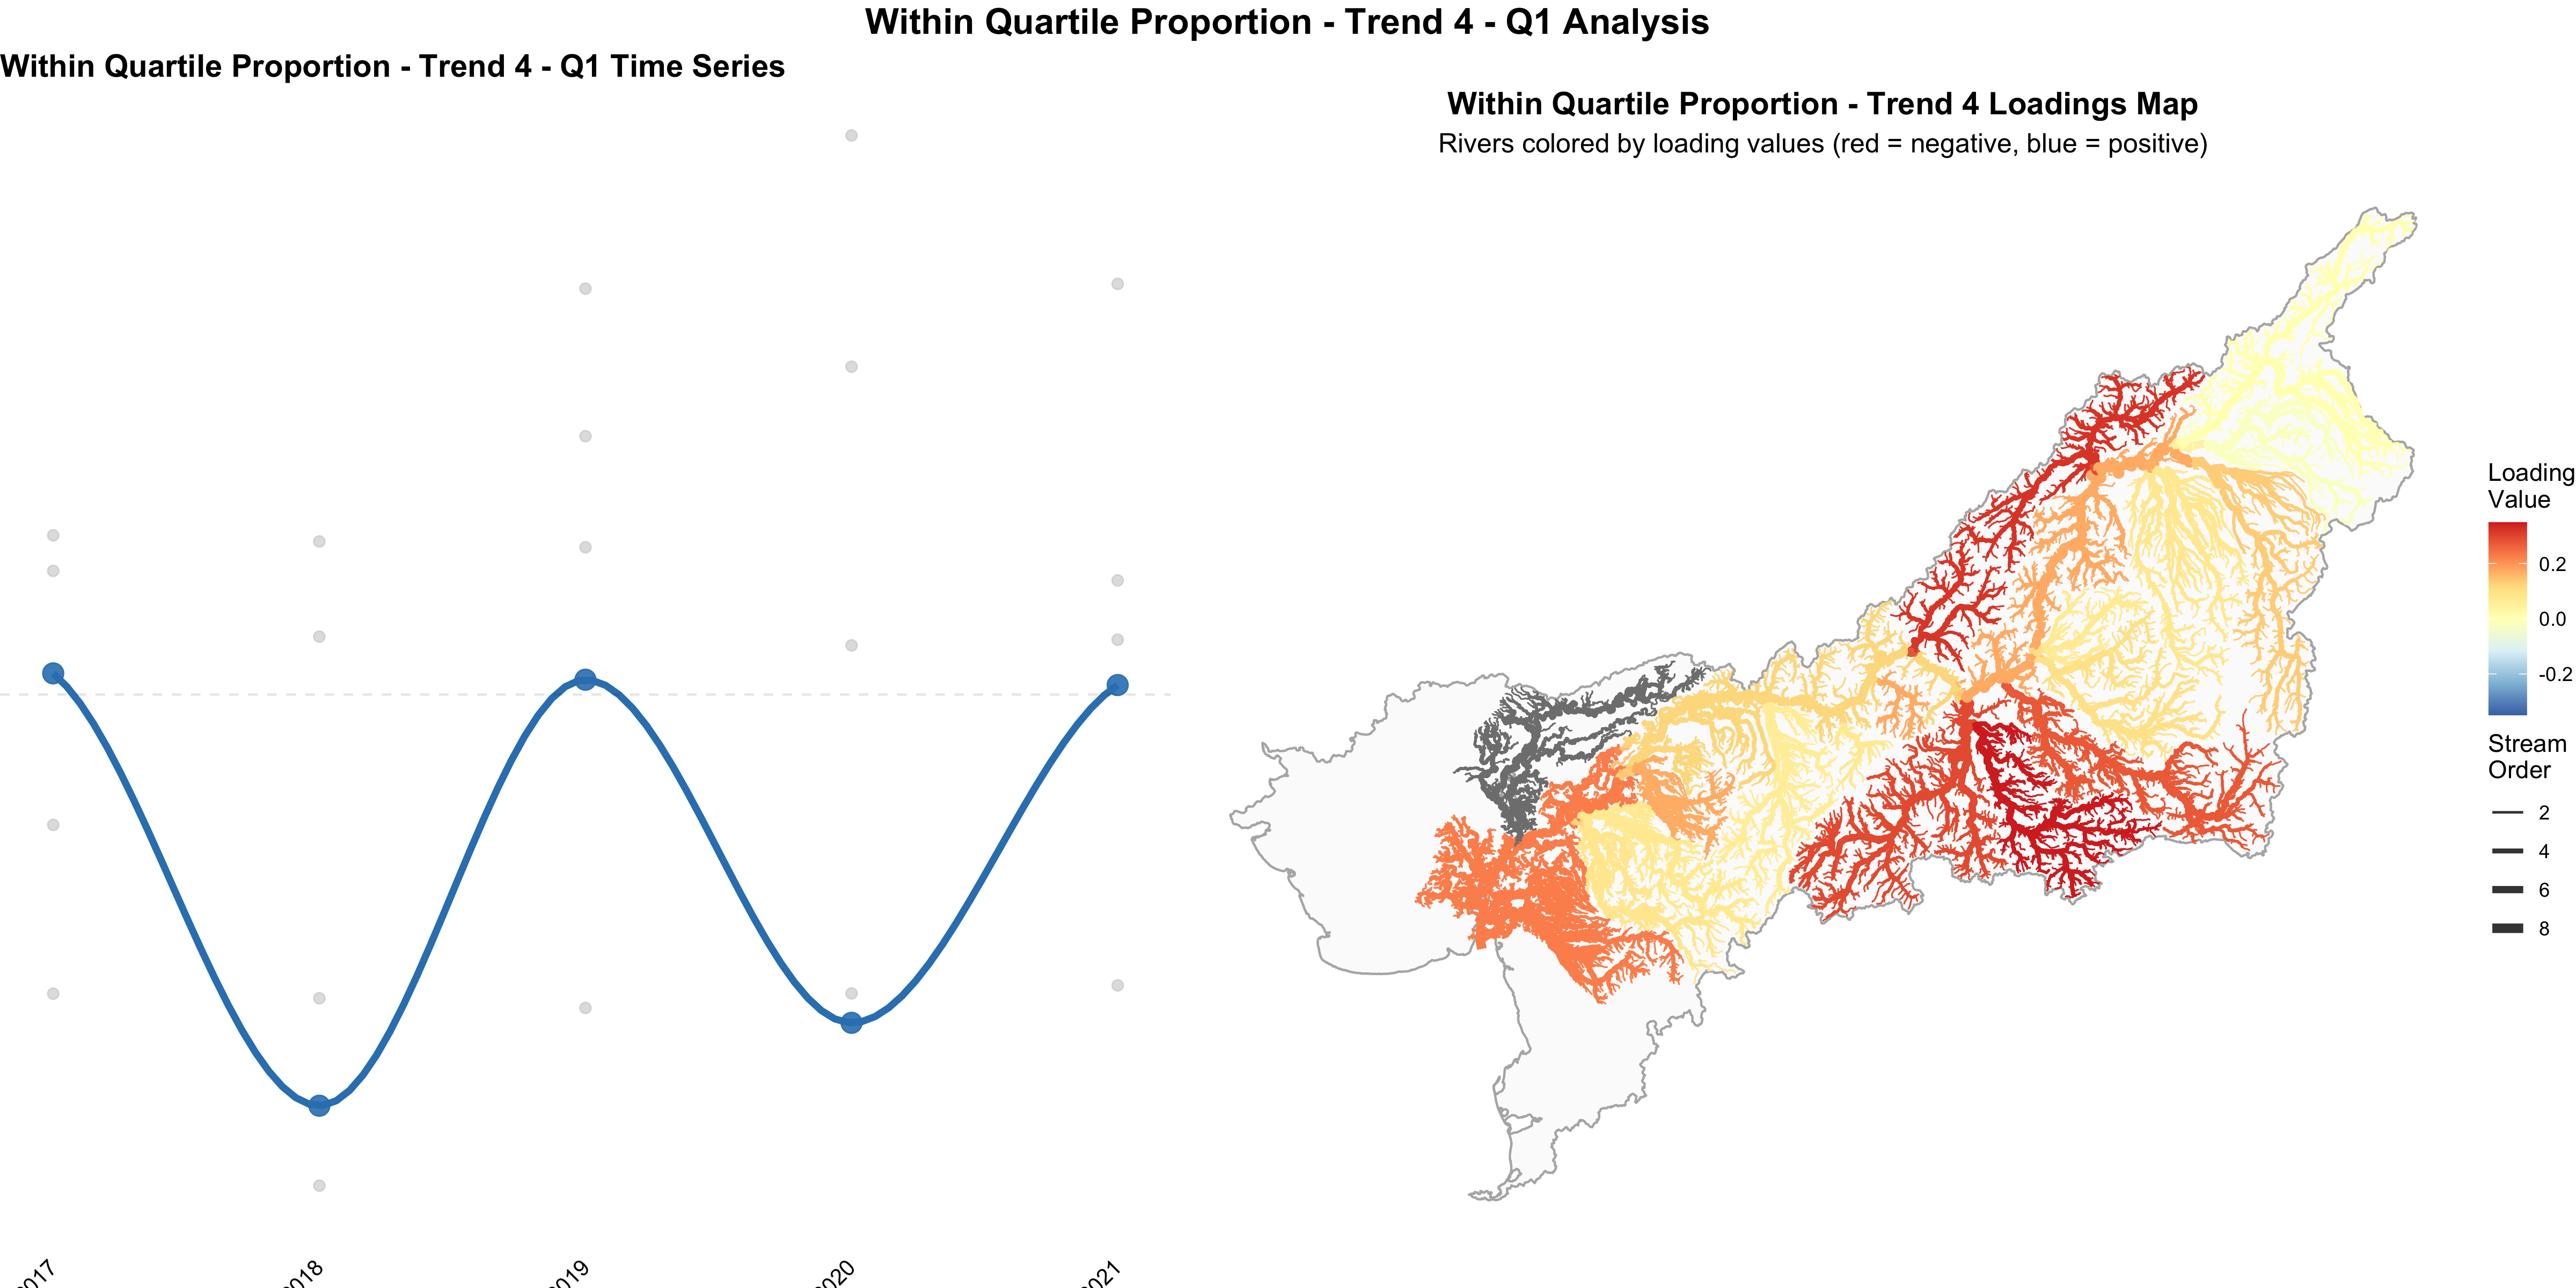 Within Quartile Proportion - Trend 4 - Q1 Analysis
Within Quartile Proportion - Trend 4 - Q1 Time Series
Within Quartile Proportion - Trend 4 Loadings Map
Rivers colored by loading values (red = negative, blue = positive)
Loading
Value
0.2
0.0
-0.2
Stream
Order
2
4
6
8
2017
2018
2019
2020
2021